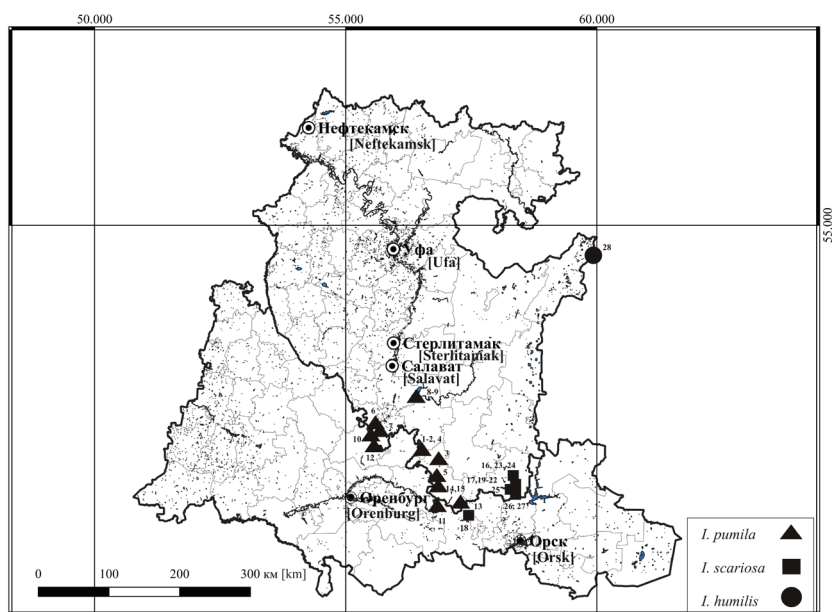 50.000
55.000
60.000
Нефтекамск
[Neftekamsk]
55.000
28
Уфа
[Ufa]
Стерлитамак
[Sterlitamak]
Салават
[Salavat]
8-9
6
7
10
1-2, 4
12
3
5
16, 23, 24
17,19-22
14,15
25
Оренбург
[Orenburg]
13
26; 27
11
18
Орск
[Orsk]
I. pumila
I. scariosa
I. humilis
0 100 200 300 км [km]